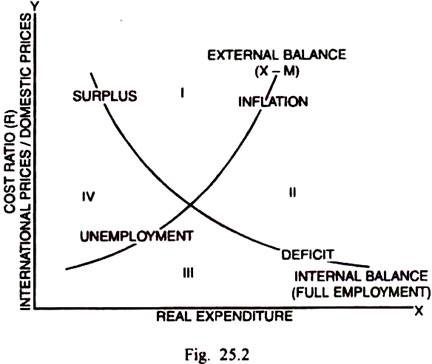 Y
EXTERNAL BALANCE
(X – M)
SURPLUS
I
INFLATION
COST RATIO (R)
INTERNATIONAL PRICES / DOMESTIC PRICES
IV
II
UNEMPLOYMENT
DEFICIT
III
INTERNAL BALANCE
(FULL EMPLOYMENT)
X
REAL EXPENDITURE
Fig. 25.2